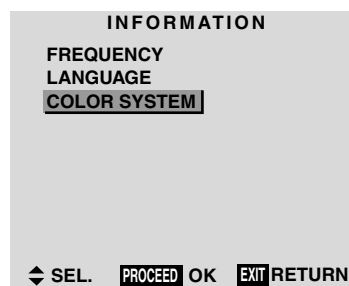 INFORMATION
FREQUENCY
LANGUAGE
COLOR SYSTEM
SEL. PROCEED OK EXIT RETURN